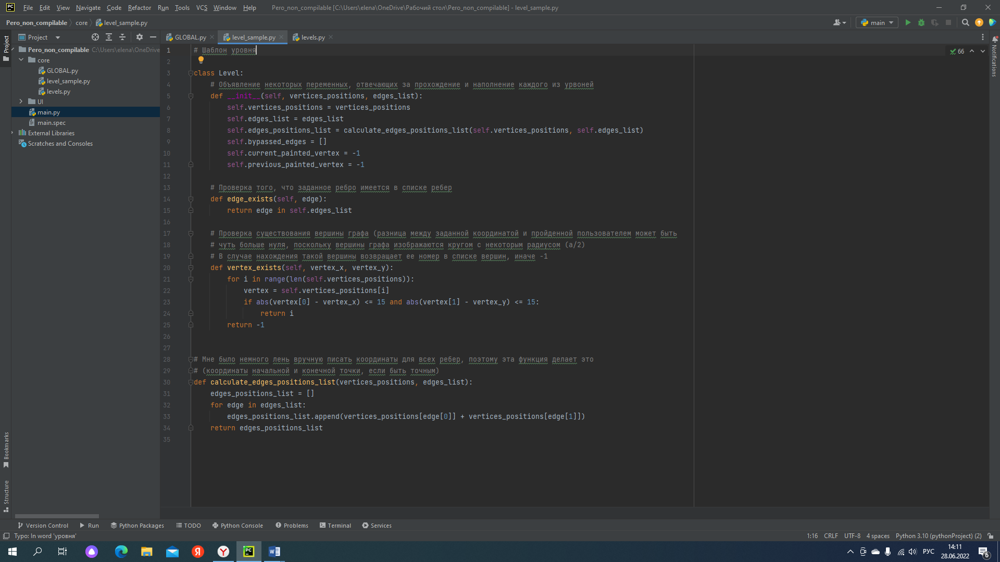 PC File Edit View Navigate Code Refactor Run Tools VCS Window Help Pero_non_compilable [C:\Users\elena\OneDrive\Рабочий стол\Pero_non_compilable] - level_sample.py
Pero_non_compilable core level_sample.py main
Project GLOBAL.py level_sample.py levels.py
Project
Pero_non_compilable C:\Users\elena\OneDrive
core
GLOBAL.py
level_sample.py
levels.py
UI
main.py
main.spec
External Libraries
Scratches and Consoles
Bookmarks
Structure
Notifications
66
1 # Шаблон уровня
2
3 class Level:
4     # Объявление некоторых переменных, отвечающих за прохождение и наполнение каждого из урвоней
5     def __init__(self, vertices_positions, edges_list):
6         self.vertices_positions = vertices_positions
7         self.edges_list = edges_list
8         self.edges_positions_list = calculate_edges_positions_list(self.vertices_positions, self.edges_list)
9         self.bypassed_edges = []
10         self.current_painted_vertex = -1
11         self.previous_painted_vertex = -1
12
13     # Проверка того, что заданное ребро имеется в списке ребер
14     def edge_exists(self, edge):
15         return edge in self.edges_list
16
17     # Проверка существования вершины графа (разница между заданной координатой и пройденной пользователем может быть
18     # чуть больше нуля, поскольку вершины графа изображаются кругом с некоторым радиусом (a/2)
19     # В случае нахождения такой вершины возвращает ее номер в списке вершин, иначе -1
20     def vertex_exists(self, vertex_x, vertex_y):
21         for i in range(len(self.vertices_positions)):
22             vertex = self.vertices_positions[i]
23             if abs(vertex[0] - vertex_x) <= 15 and abs(vertex[1] - vertex_y) <= 15:
24                 return i
25         return -1
26
27
28 # Мне было немного лень вручную писать координаты для всех ребер, поэтому эта функция делает это
29 # (координаты начальной и конечной точки, если быть точным)
30 def calculate_edges_positions_list(vertices_positions, edges_list):
31     edges_positions_list = []
32     for edge in edges_list:
33         edges_positions_list.append(vertices_positions[edge[0]] + vertices_positions[edge[1]])
34     return edges_positions_list
35
Version Control Run Python Packages TODO Python Console Problems Terminal Services
Typo: In word 'уровня' 1:16 CRLF UTF-8 4 spaces Python 3.10 (pythonProject) (2)
Я Y PC W РУС 14:11
28.06.2022 6